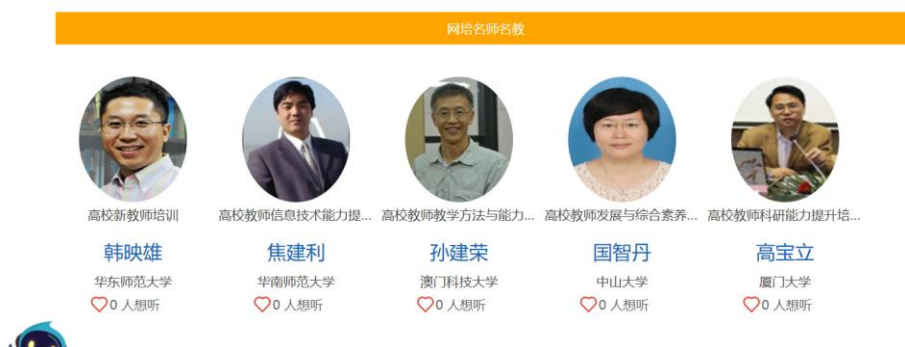 网培名师名教
高校新教师培训
高校教师信息技术能力提...
高校教师教学方法与能力...
高校教师发展与综合素养...
高校教师科研能力提升培...
韩映雄
焦建利
孙建荣
国智丹
高宝立
华东师范大学
华南师范大学
澳门科技大学
中山大学
厦门大学
0 人想听
0 人想听
0 人想听
0 人想听
0 人想听